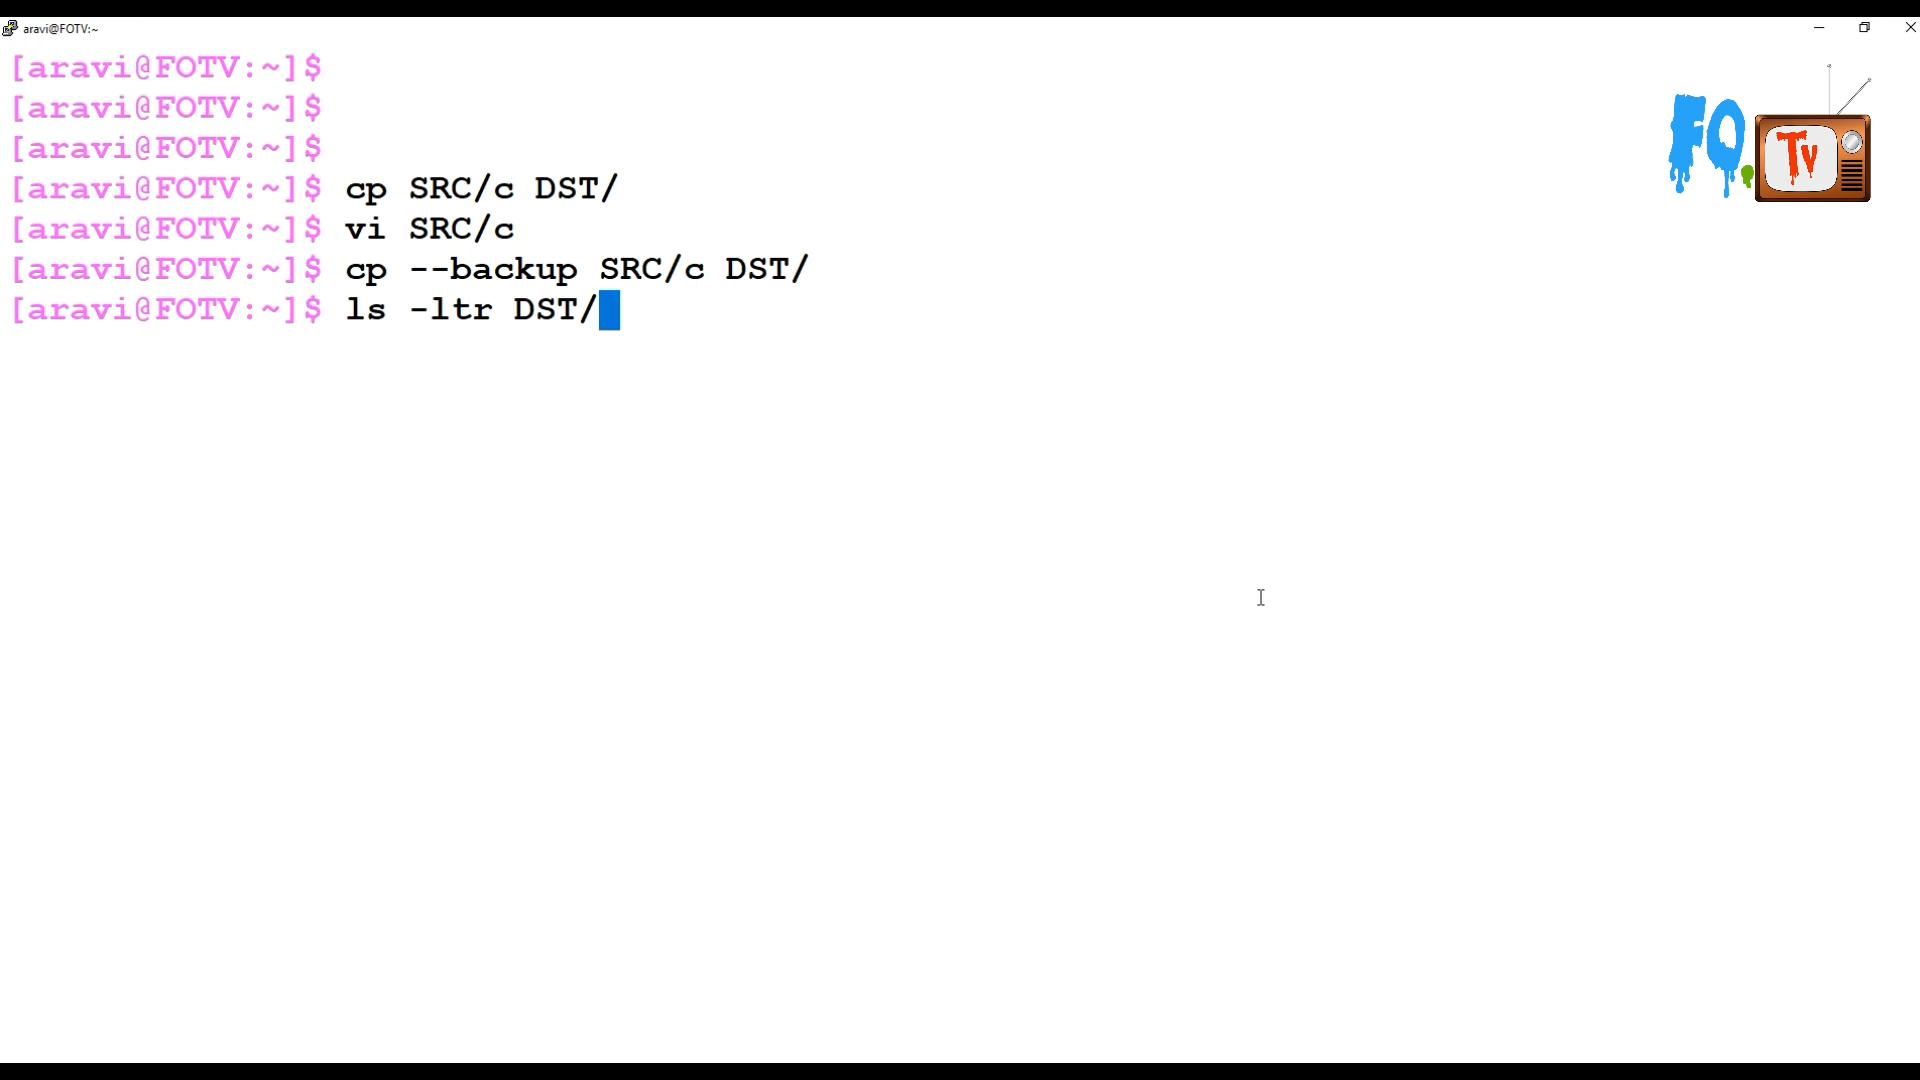 aravi@FOTV:~
[aravi@FOTV:~]$
[aravi@FOTV:~]$
[aravi@FOTV:~]$
[aravi@FOTV:~]$ cp SRC/c DST/
[aravi@FOTV:~]$ vi SRC/c
[aravi@FOTV:~]$ cp --backup SRC/c DST/
[aravi@FOTV:~]$ ls -ltr DST/
FO.
Tv